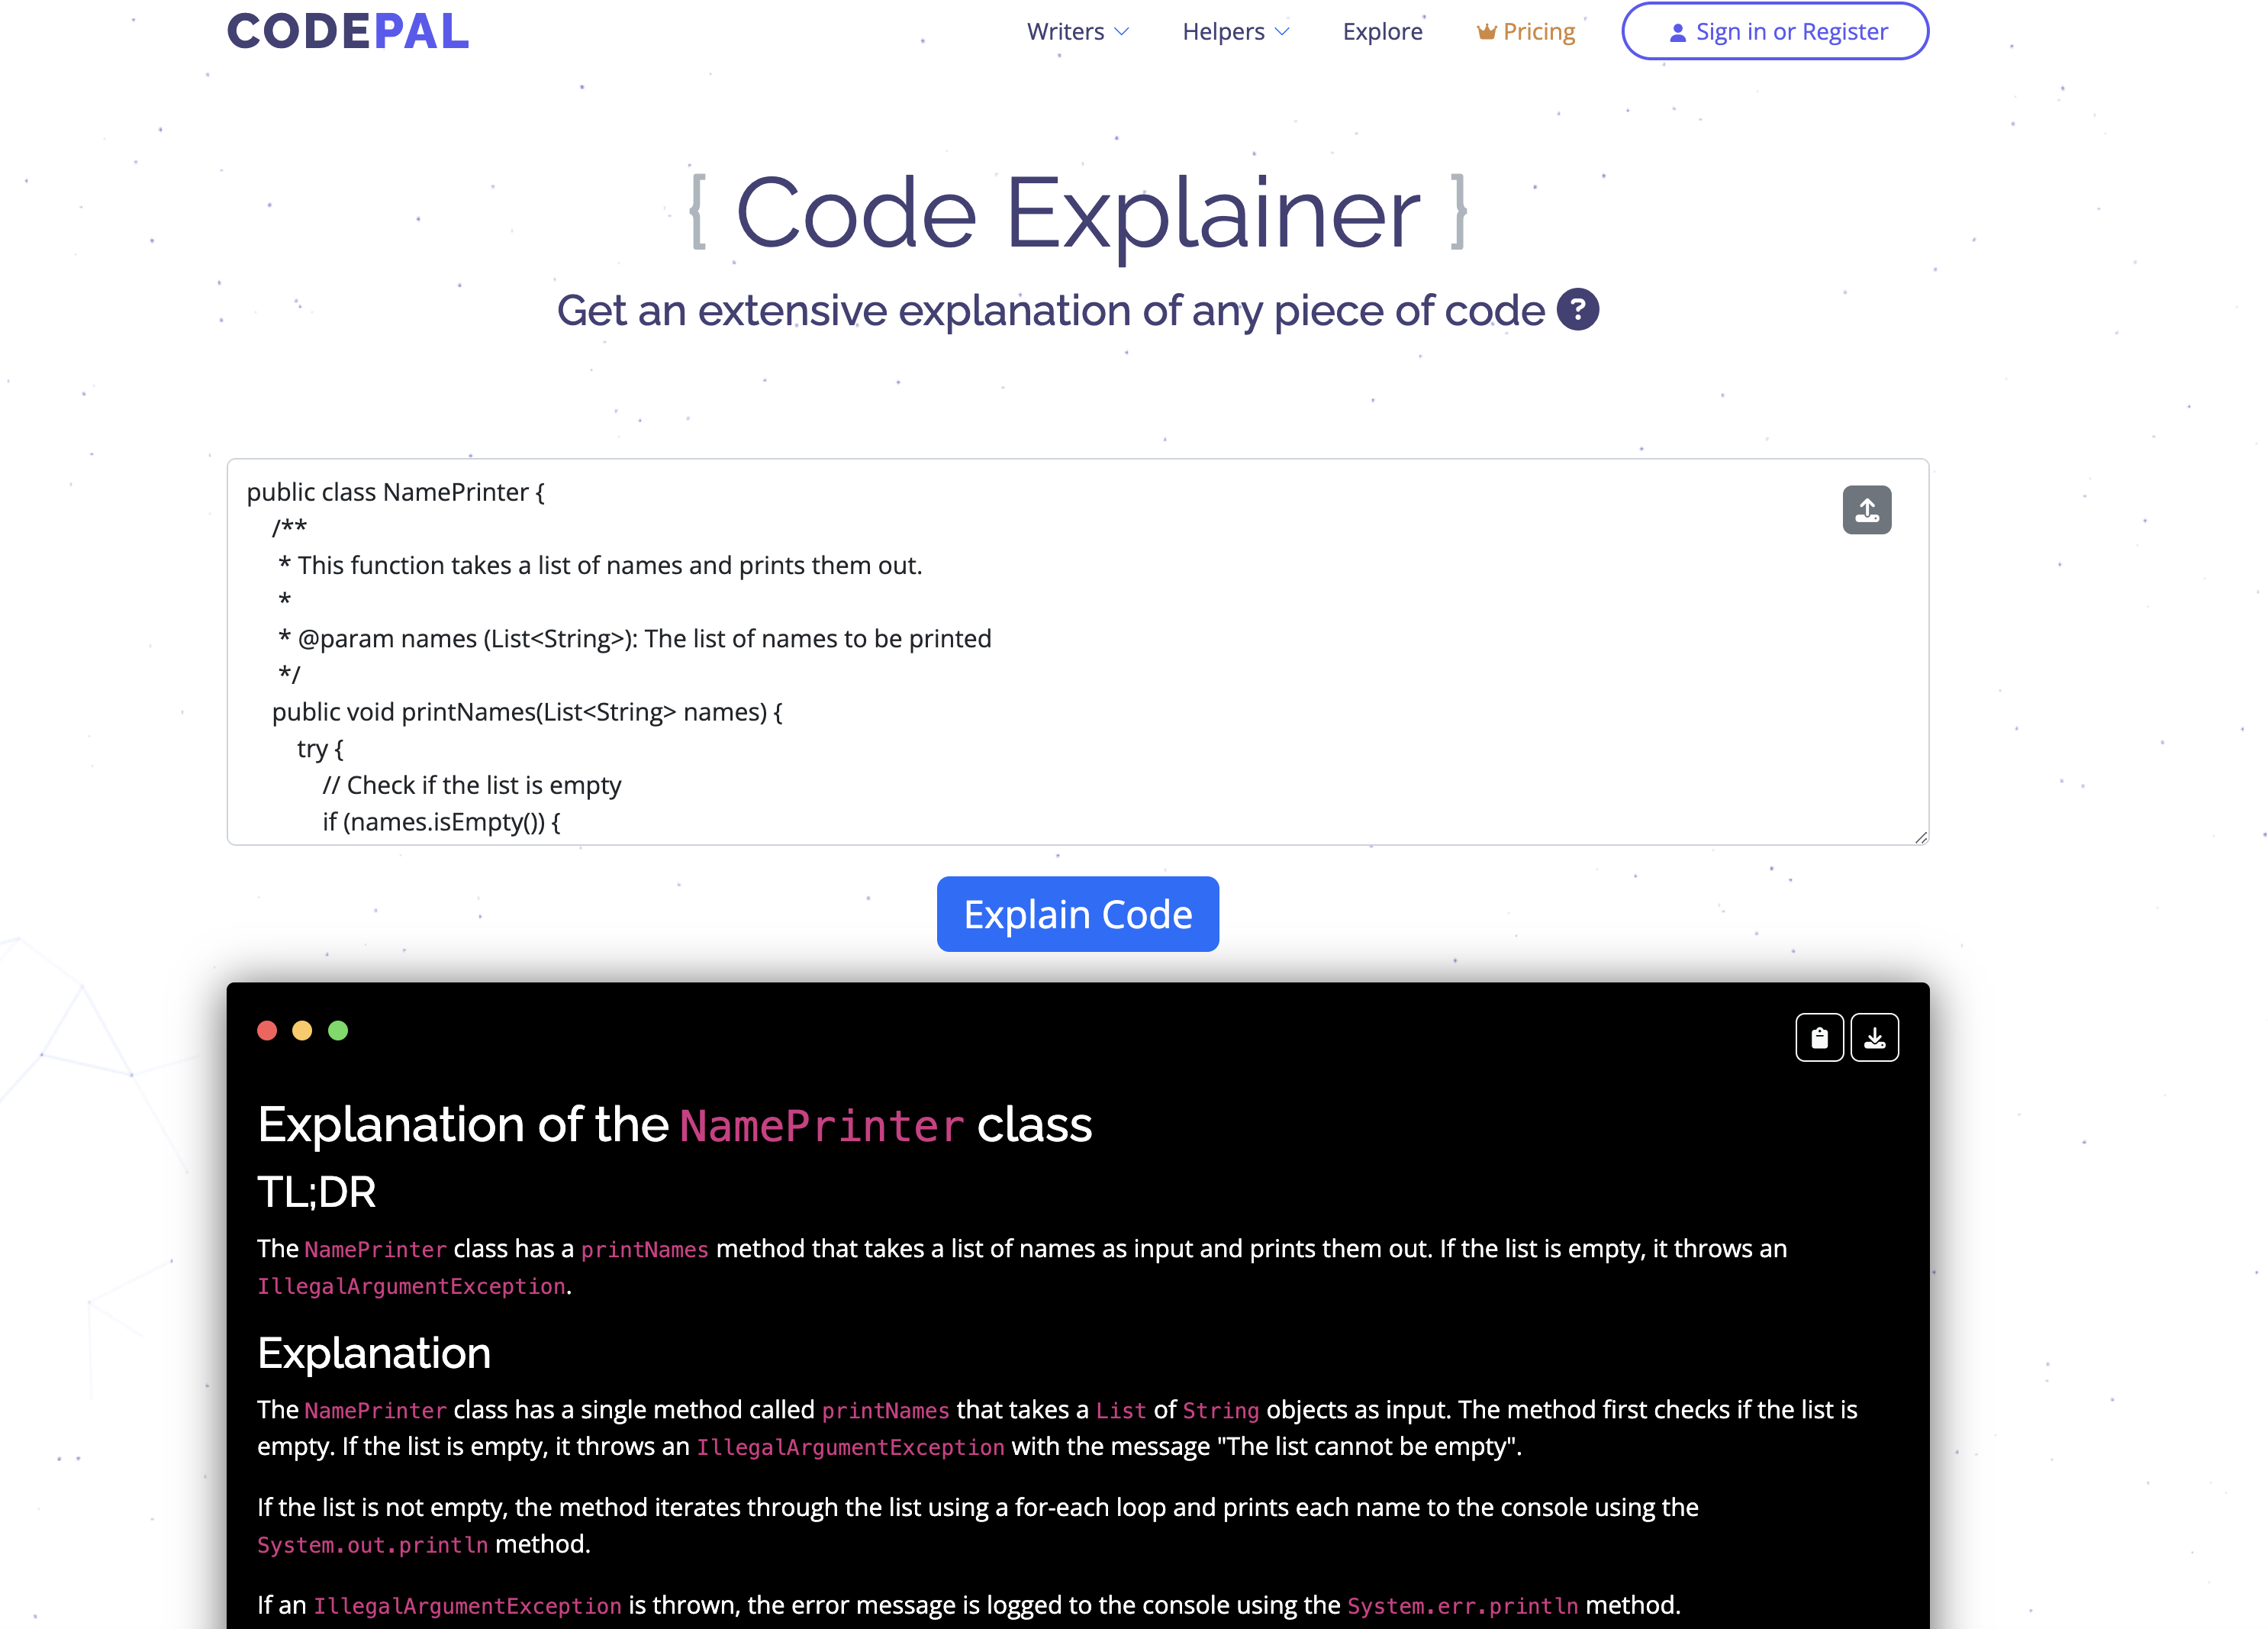 CODEPAL
Writers
Helpers
Explore
Pricing
Sign in or Register
{ Code Explainer }
Get an extensive explanation of any piece of code ?
public class NamePrinter {
/**
* This function takes a list of names and prints them out.
*
* @param names (List<String>): The list of names to be printed
*/
public void printNames(List<String> names) {
try {
// Check if the list is empty
if (names.isEmpty()) {
Explain Code
Explanation of the NamePrinter class
TL;DR
The NamePrinter class has a printNames method that takes a list of names as input and prints them out. If the list is empty, it throws an
IllegalArgumentException.
Explanation
The NamePrinter class has a single method called printNames that takes a List of String objects as input. The method first checks if the list is
empty. If the list is empty, it throws an IllegalArgumentException with the message "The list cannot be empty".
If the list is not empty, the method iterates through the list using a for-each loop and prints each name to the console using the
System.out.println method.
If an IllegalArgumentException is thrown, the error message is logged to the console using the System.err.println method.